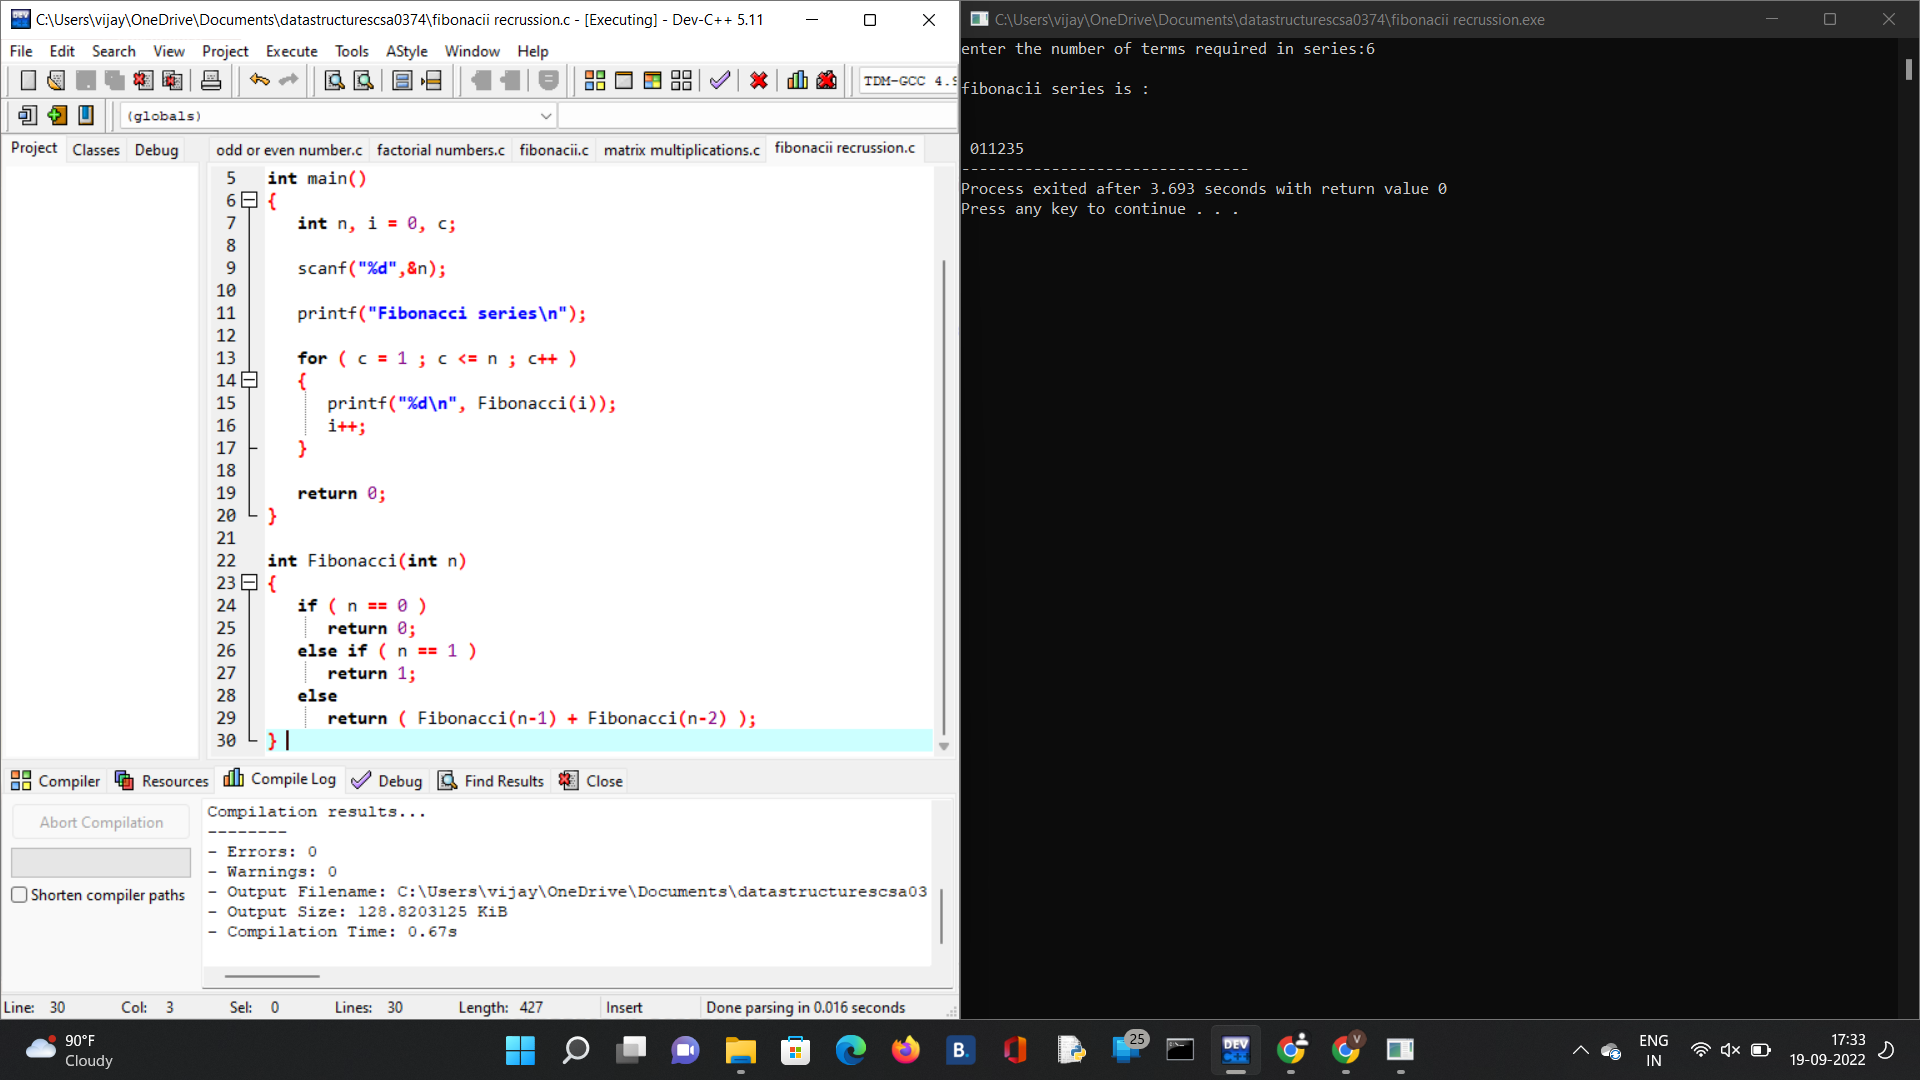 C:\Users\vijay\OneDrive\Documents\datastructurescsa0374\fibonacii recrussion.c - [Executing] - Dev-C++ 5.11
File Edit Search View Project Execute Tools AStyle Window Help
TDM-GCC 4.9
(globals)
Project Classes Debug
odd or even number.c factorial numbers.c fibonacii.c matrix multiplications.c fibonacii recrussion.c
5 int main()
6 {
7 int n, i = 0, c;
8
9 scanf("%d",&n);
10
11 printf("Fibonacci series\n");
12
13 for ( c = 1 ; c <= n ; c++ )
14 {
15 printf("%d\n", Fibonacci(i));
16 i++;
17 }
18
19 return 0;
20 }
21
22 int Fibonacci(int n)
23 {
24 if ( n == 0 )
25 return 0;
26 else if ( n == 1 )
27 return 1;
28 else
29 return ( Fibonacci(n-1) + Fibonacci(n-2) );
30 }
Compiler Resources Compile Log Debug Find Results Close
Abort Compilation
Shorten compiler paths
Compilation results...
--------
- Errors: 0
- Warnings: 0
- Output Filename: C:\Users\vijay\OneDrive\Documents\datastructurescsa03
- Output Size: 128.8203125 KiB
- Compilation Time: 0.67s
Line: 30 Col: 3 Sel: 0 Lines: 30 Length: 427 Insert Done parsing in 0.016 seconds
C:\Users\vijay\OneDrive\Documents\datastructurescsa0374\fibonacii recrussion.exe
enter the number of terms required in series:6
fibonacii series is :
011235
--------------------------------
Process exited after 3.693 seconds with return value 0
Press any key to continue . . .
90°F
Cloudy
B.
25
DEV
C++
V
ENG
IN
17:33
19-09-2022